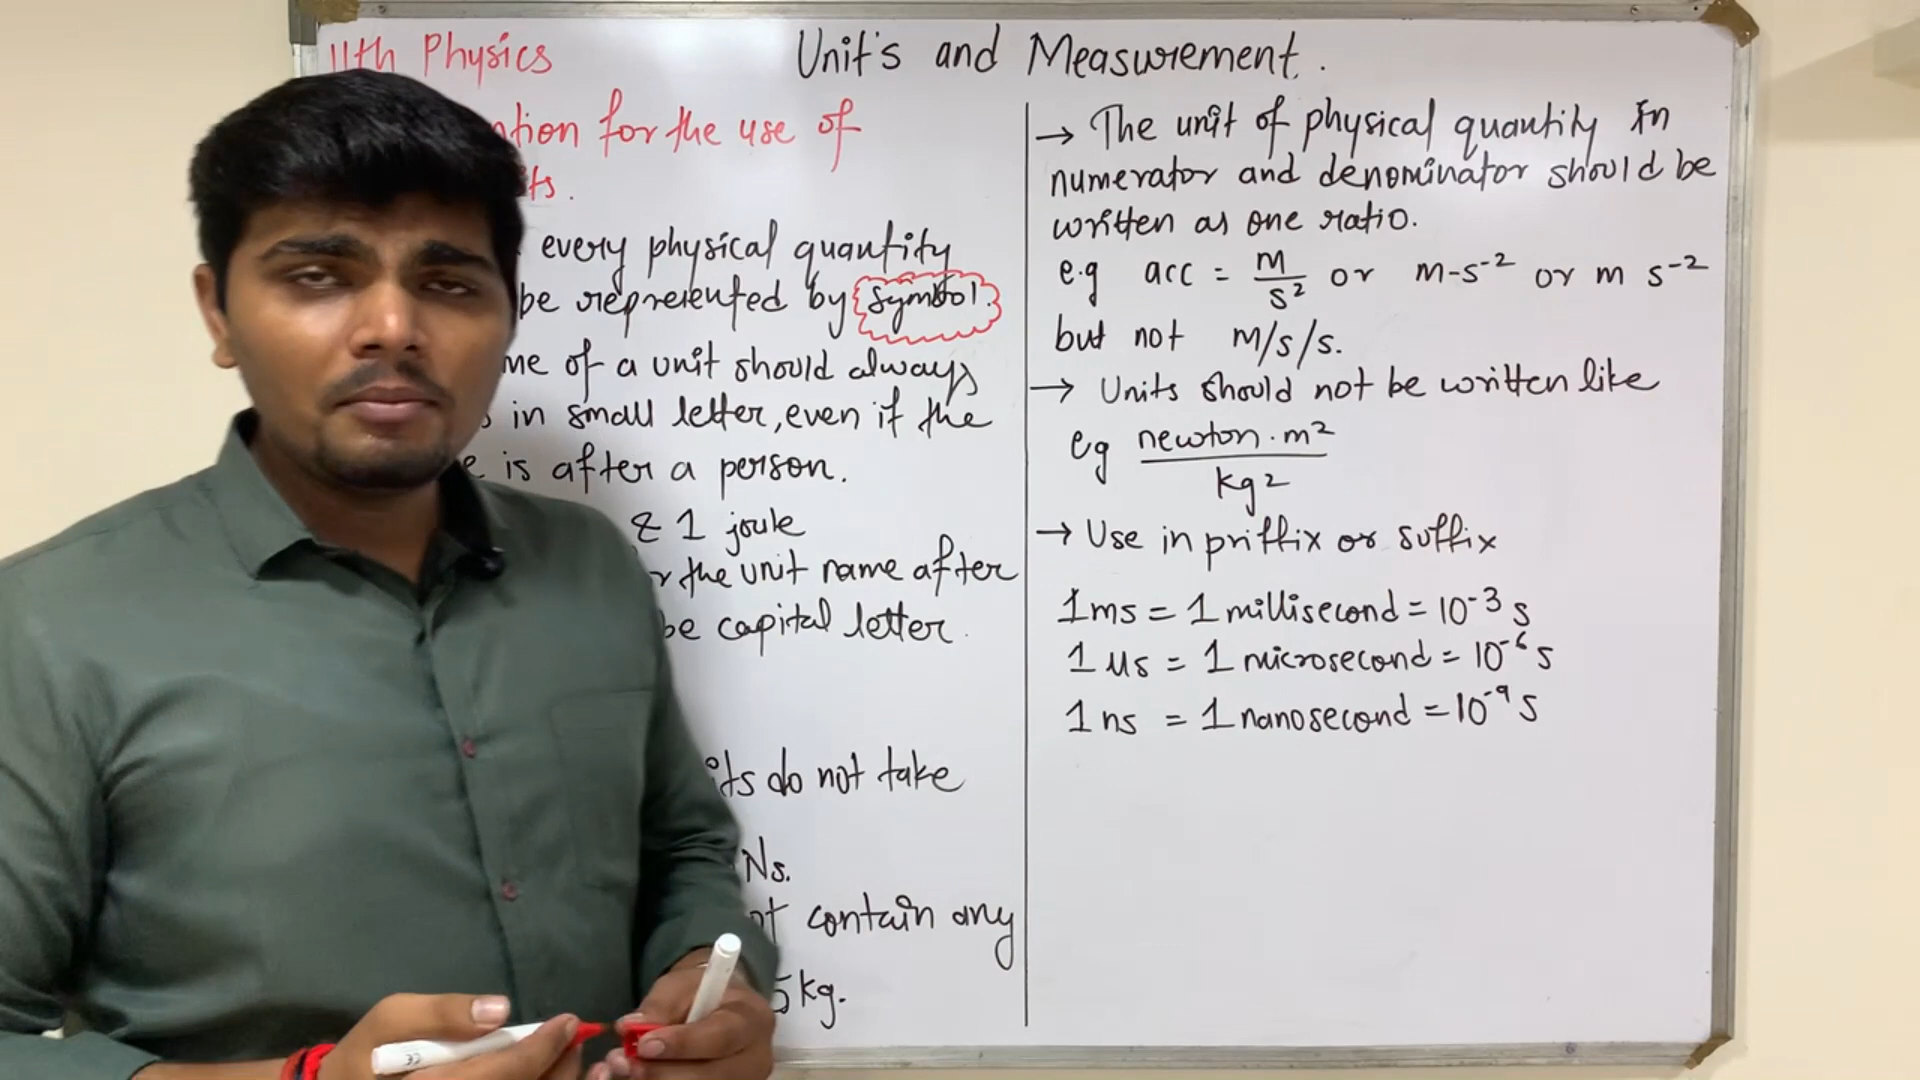 11th Physics
Unit's and Measurement.
ntion for the use of
ts.
every physical quantity
be represented by symbol.
me of a unit should always
s in small letter, even if the
e is after a person.
& 1 joule
r the unit name after
be capital letter.
its do not take
Ns.
ot contain any
5kg.
→ The unit of physical quantity In
numerator and denominator should be
written as one ratio.
e.g acc = m/s² or m-s⁻² or m s⁻²
but not m/s/s.
→ Units should not be written like
eg newton.m²
kg²
→ Use in priffix or suffix
1ms = 1 millisecond = 10⁻³ s
1 μs = 1 microsecond = 10⁻⁶ s
1 ns = 1 nanosecond = 10⁻⁹ s